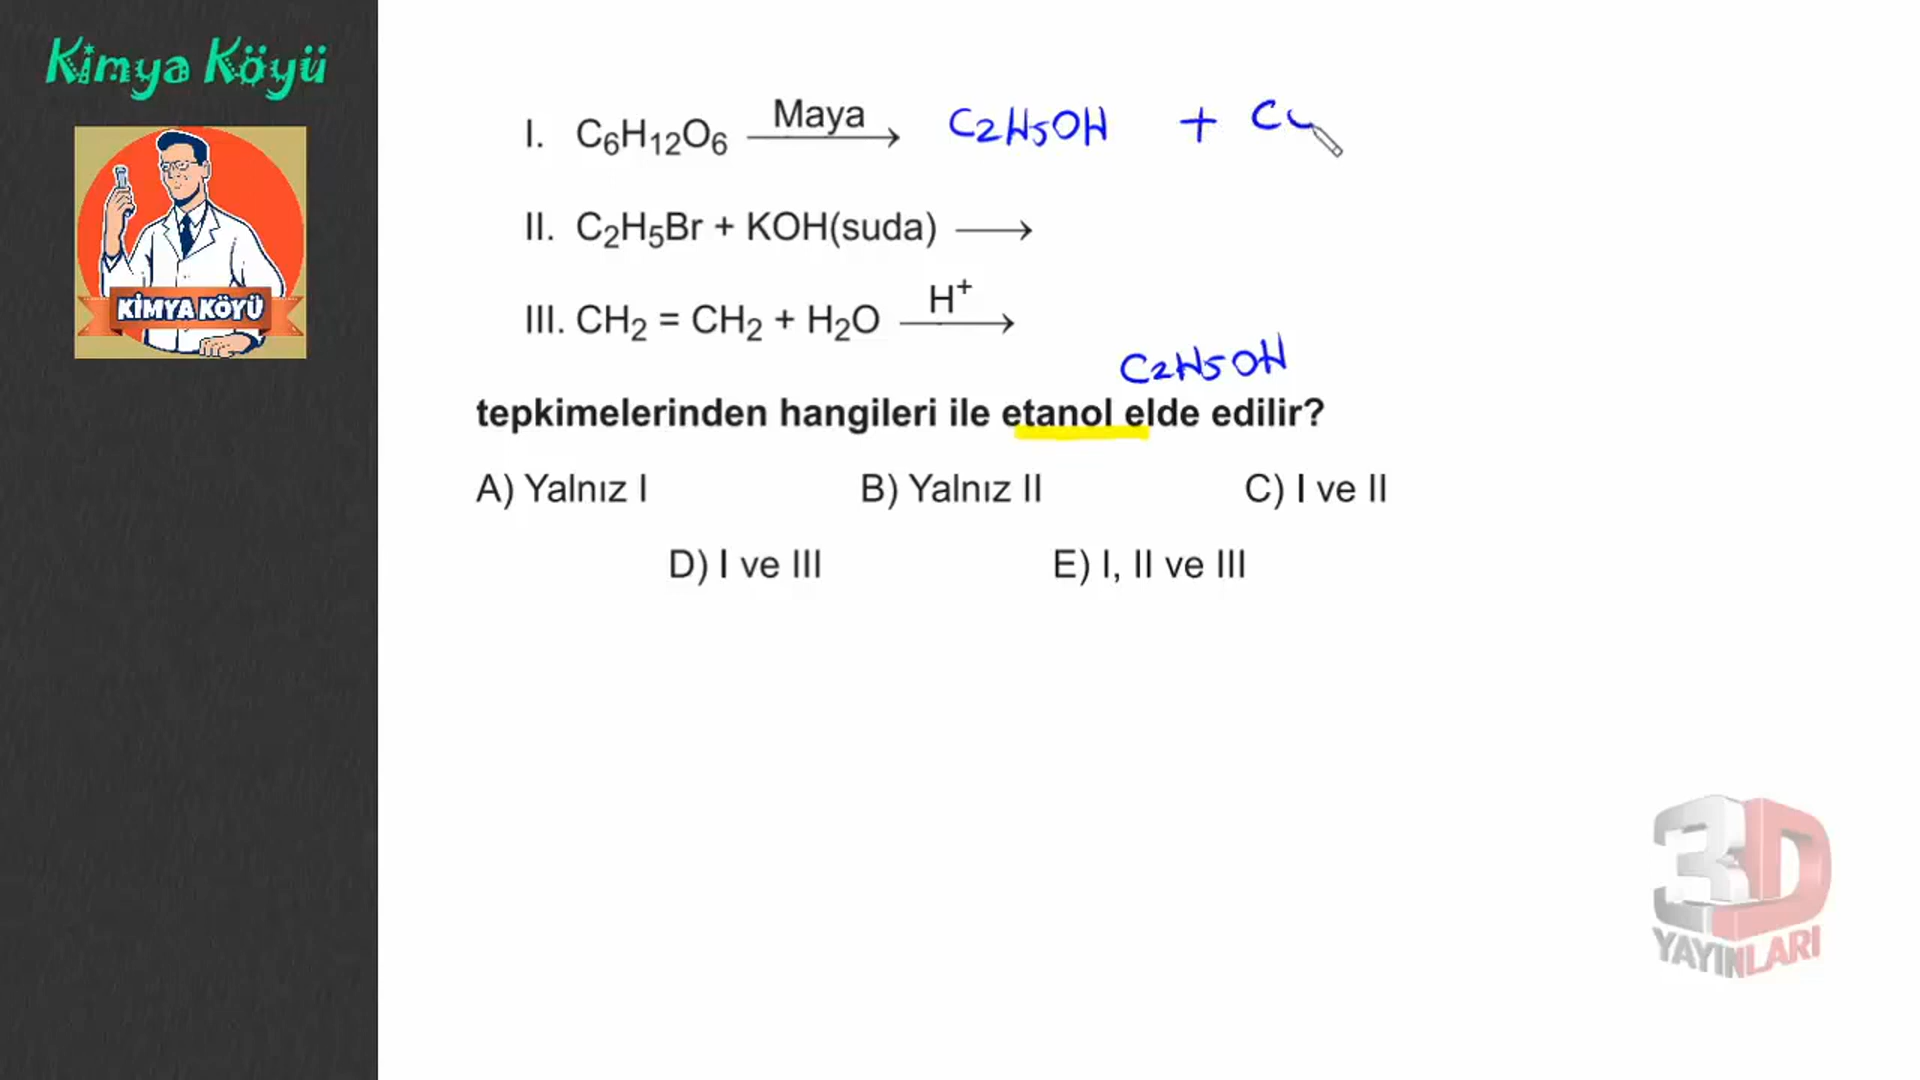 Kimya Köyü
KİMYA KÖYÜ
I. C6H12O6 Maya → C2H5OH + C
II. C2H5Br + KOH(suda) →
III. CH2 = CH2 + H2O H+ →
C2H5OH
tepkimelerinden hangileri ile etanol elde edilir?
A) Yalnız I B) Yalnız II C) I ve II
D) I ve III E) I, II ve III
3D
YAYINLARI